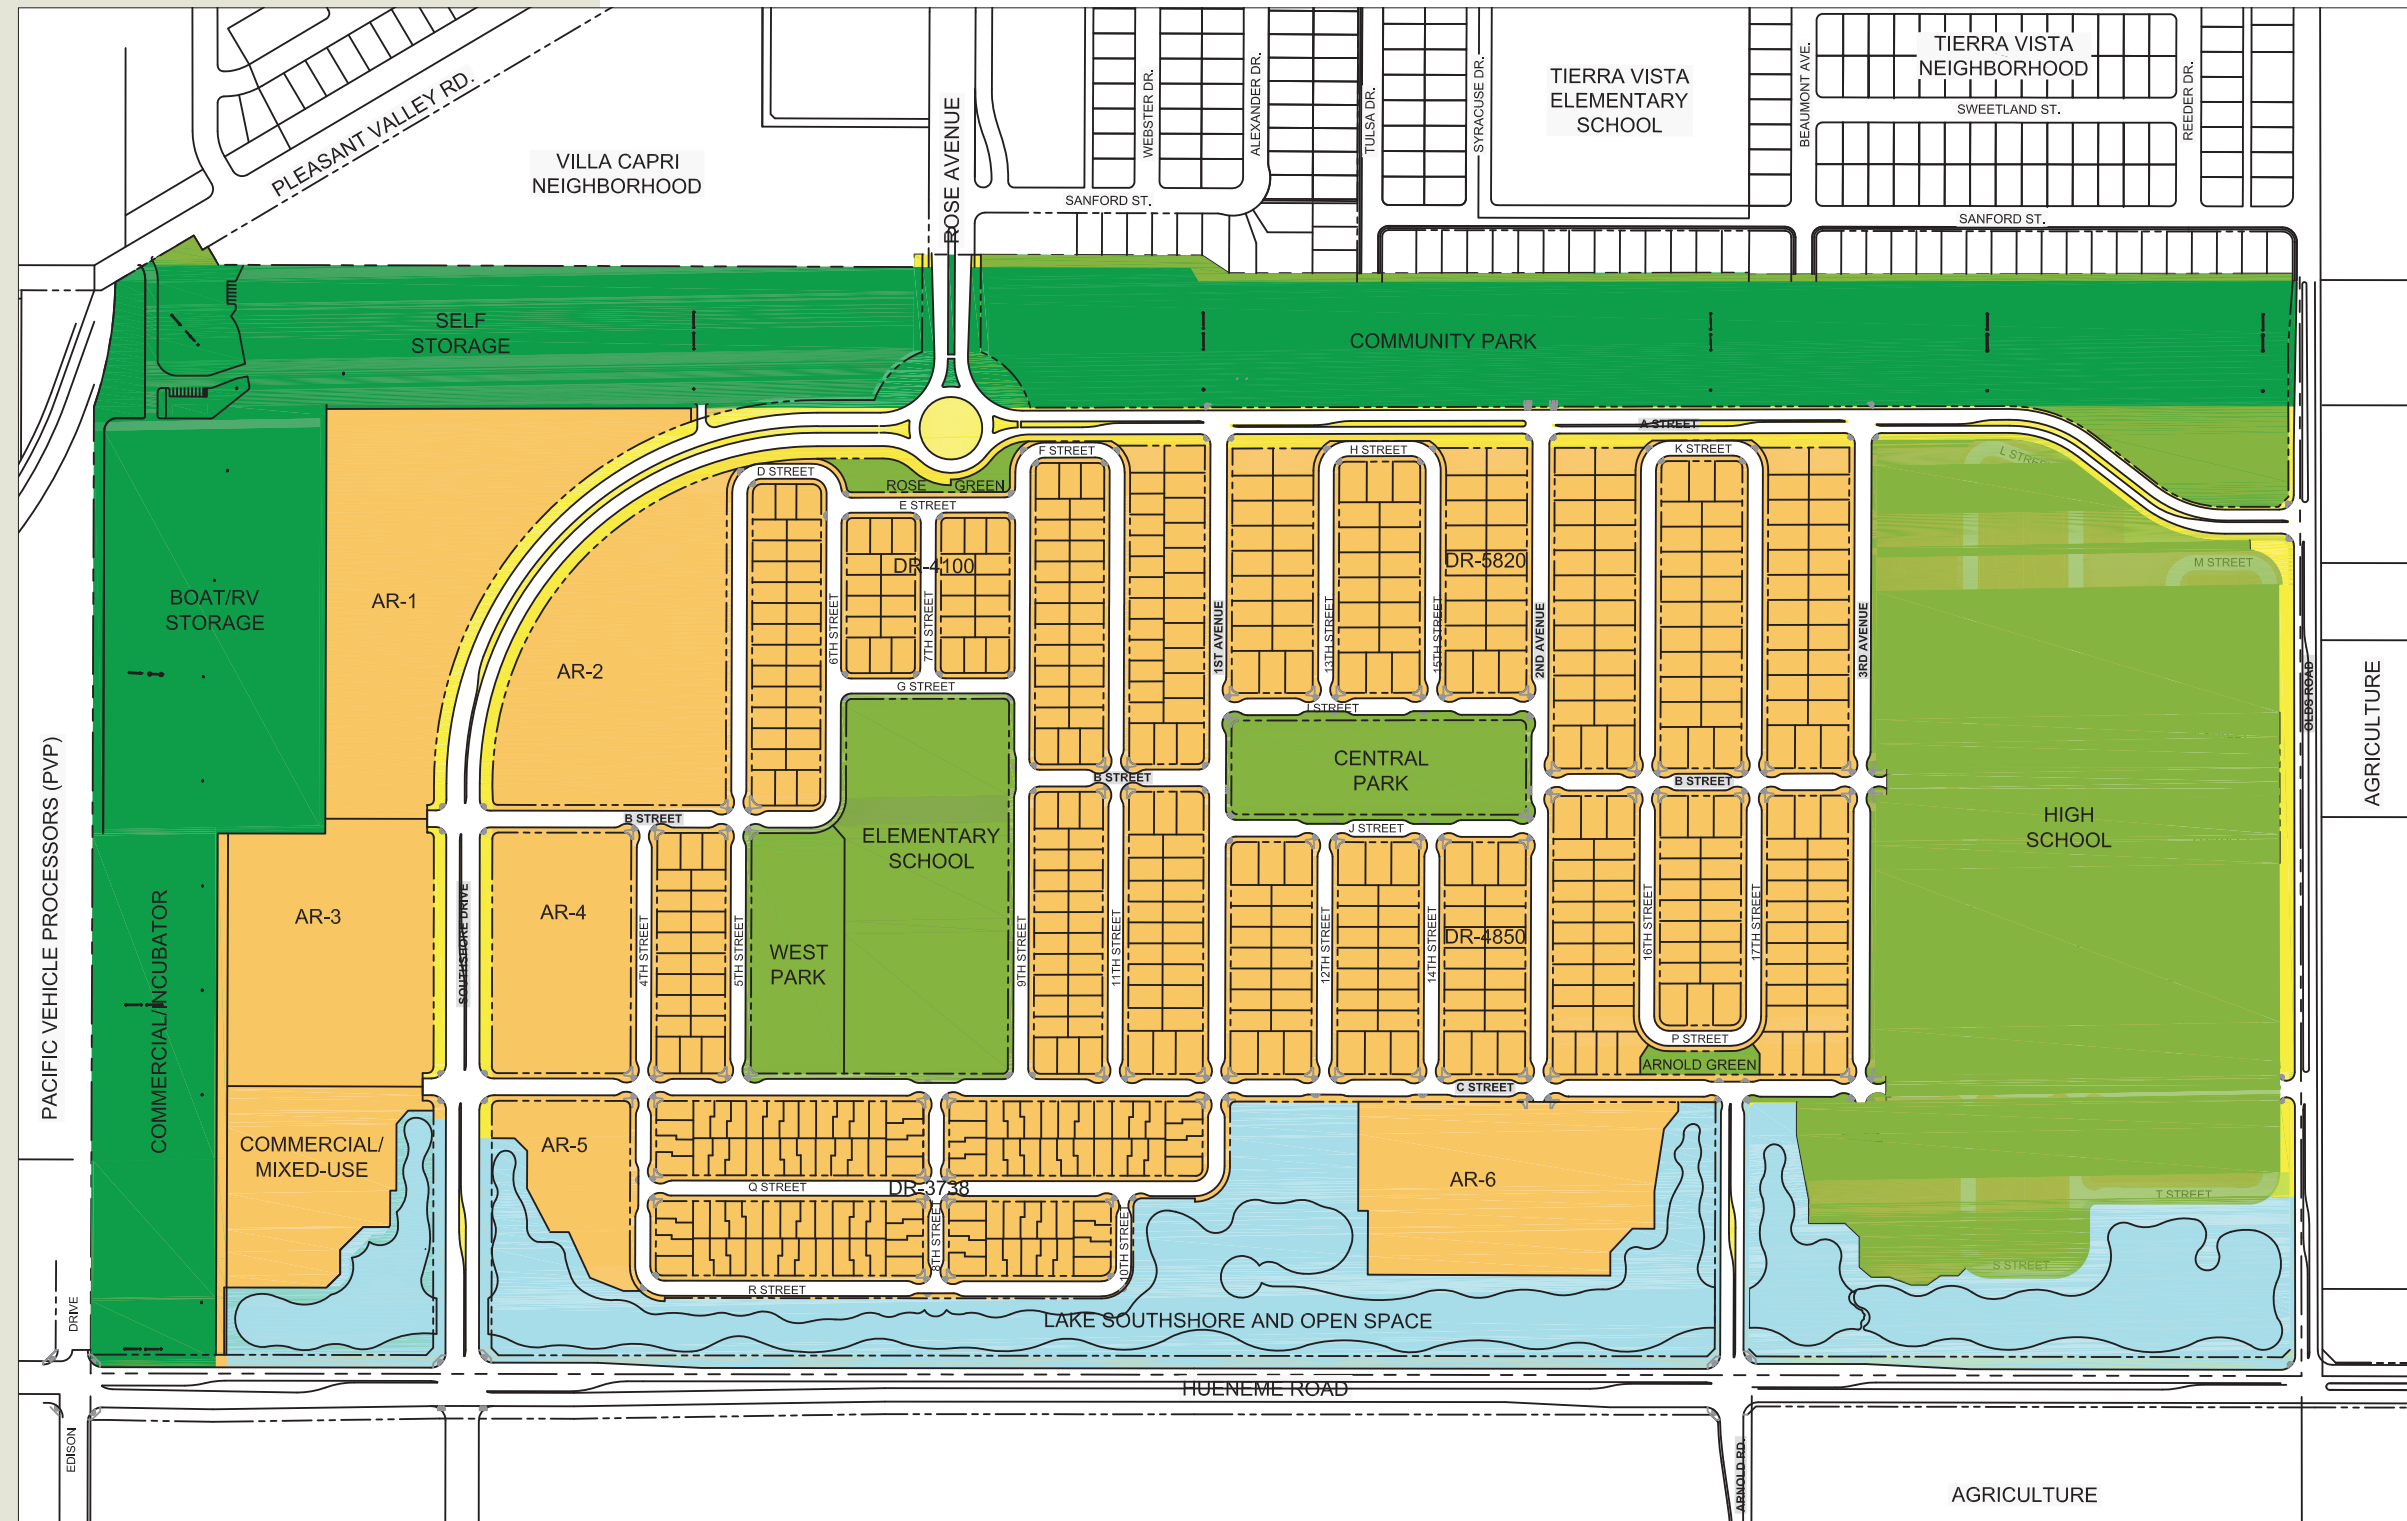 TIERRA VISTA
NEIGHBORHOOD
TIERRA VISTA
ELEMENTARY
SCHOOL
SWEETLAND ST.
SANFORD ST.
SANFORD ST.
WEBSTER DR.
ALEXANDER DR.
TULSA DR.
SYRACUSE DR.
BEAUMONT AVE.
REEDER DR.
PLEASANT VALLEY RD.
VILLA CAPRI
NEIGHBORHOOD
ROSE AVENUE
SELF
STORAGE
COMMUNITY PARK
A STREET
D STREET
F STREET
H STREET
K STREET
L STREE
ROSE GREEN
E STREET
M STREET
BOAT/RV
STORAGE
AR-1
AR-2
DR-4100
DR-5820
6TH STREET
7TH STREET
1ST AVENUE
13TH STREET
15TH STREET
2ND AVENUE
3RD AVENUE
OLDS ROAD
AGRICULTURE
G STREET
I STREET
CENTRAL
PARK
B STREET
B STREET
B STREET
J STREET
ELEMENTARY
SCHOOL
HIGH
SCHOOL
PACIFIC VEHICLE PROCESSORS (PVP)
COMMERCIAL/INCUBATOR
AR-3
SOUTHSHORE DRIVE
AR-4
4TH STREET
5TH STREET
WEST
PARK
9TH STREET
11TH STREET
12TH STREET
14TH STREET
DR-4850
16TH STREET
17TH STREET
P STREET
ARNOLD GREEN
C STREET
COMMERCIAL/
MIXED-USE
AR-5
Q STREET
DR-3738
8TH STREET
10TH STREET
R STREET
AR-6
T STREET
S STREET
LAKE SOUTHSHORE AND OPEN SPACE
DRIVE
HUENEME ROAD
EDISON
ARNOLD RD.
AGRICULTURE